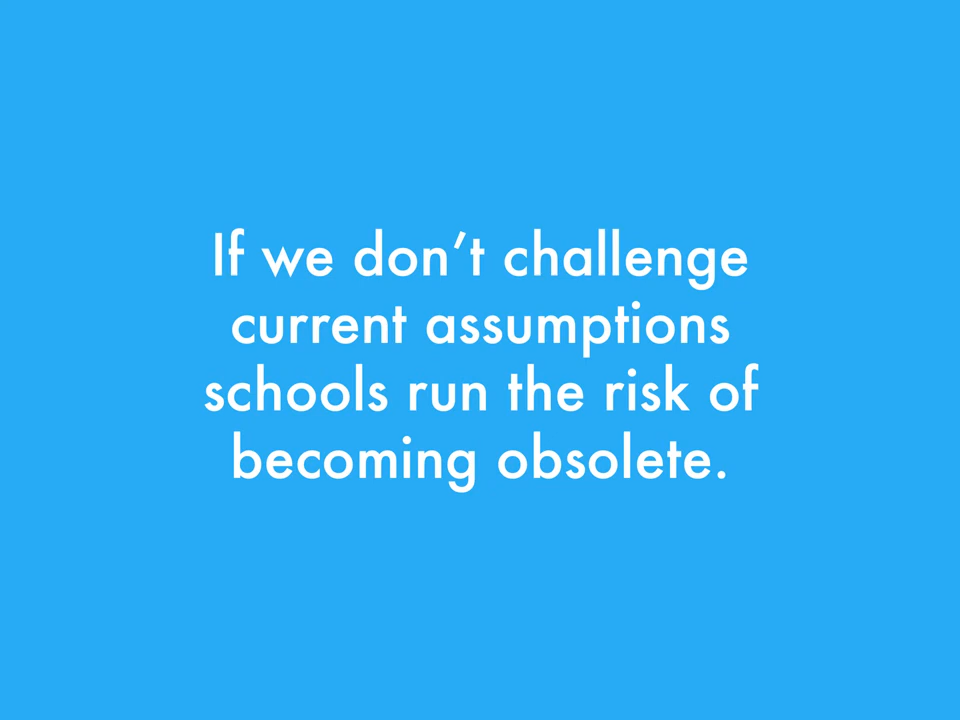 If we don’t challenge
current assumptions
schools run the risk of
becoming obsolete.